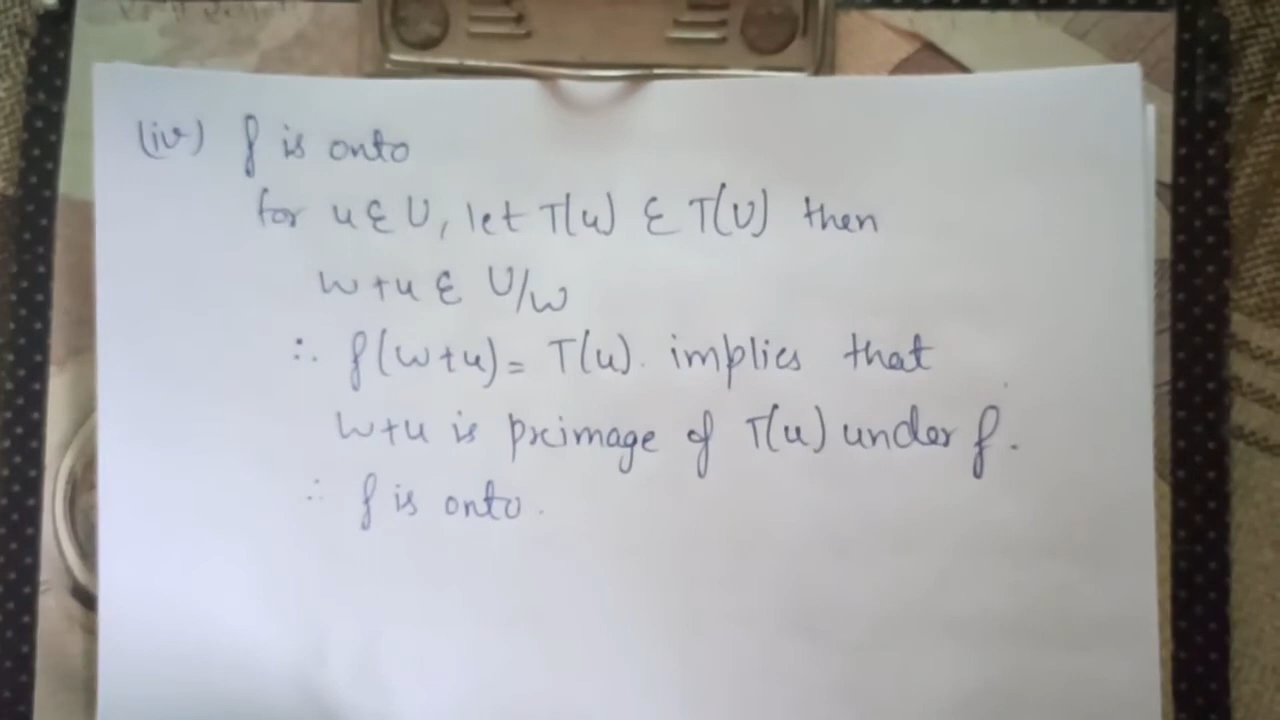 (iv) f is onto
for u ε U, let T(u) ε T(U) then
w+u ε U/w
∴ f(w+u) = T(u). implies that
w+u is preimage of T(u) under f.
∴ f is onto.